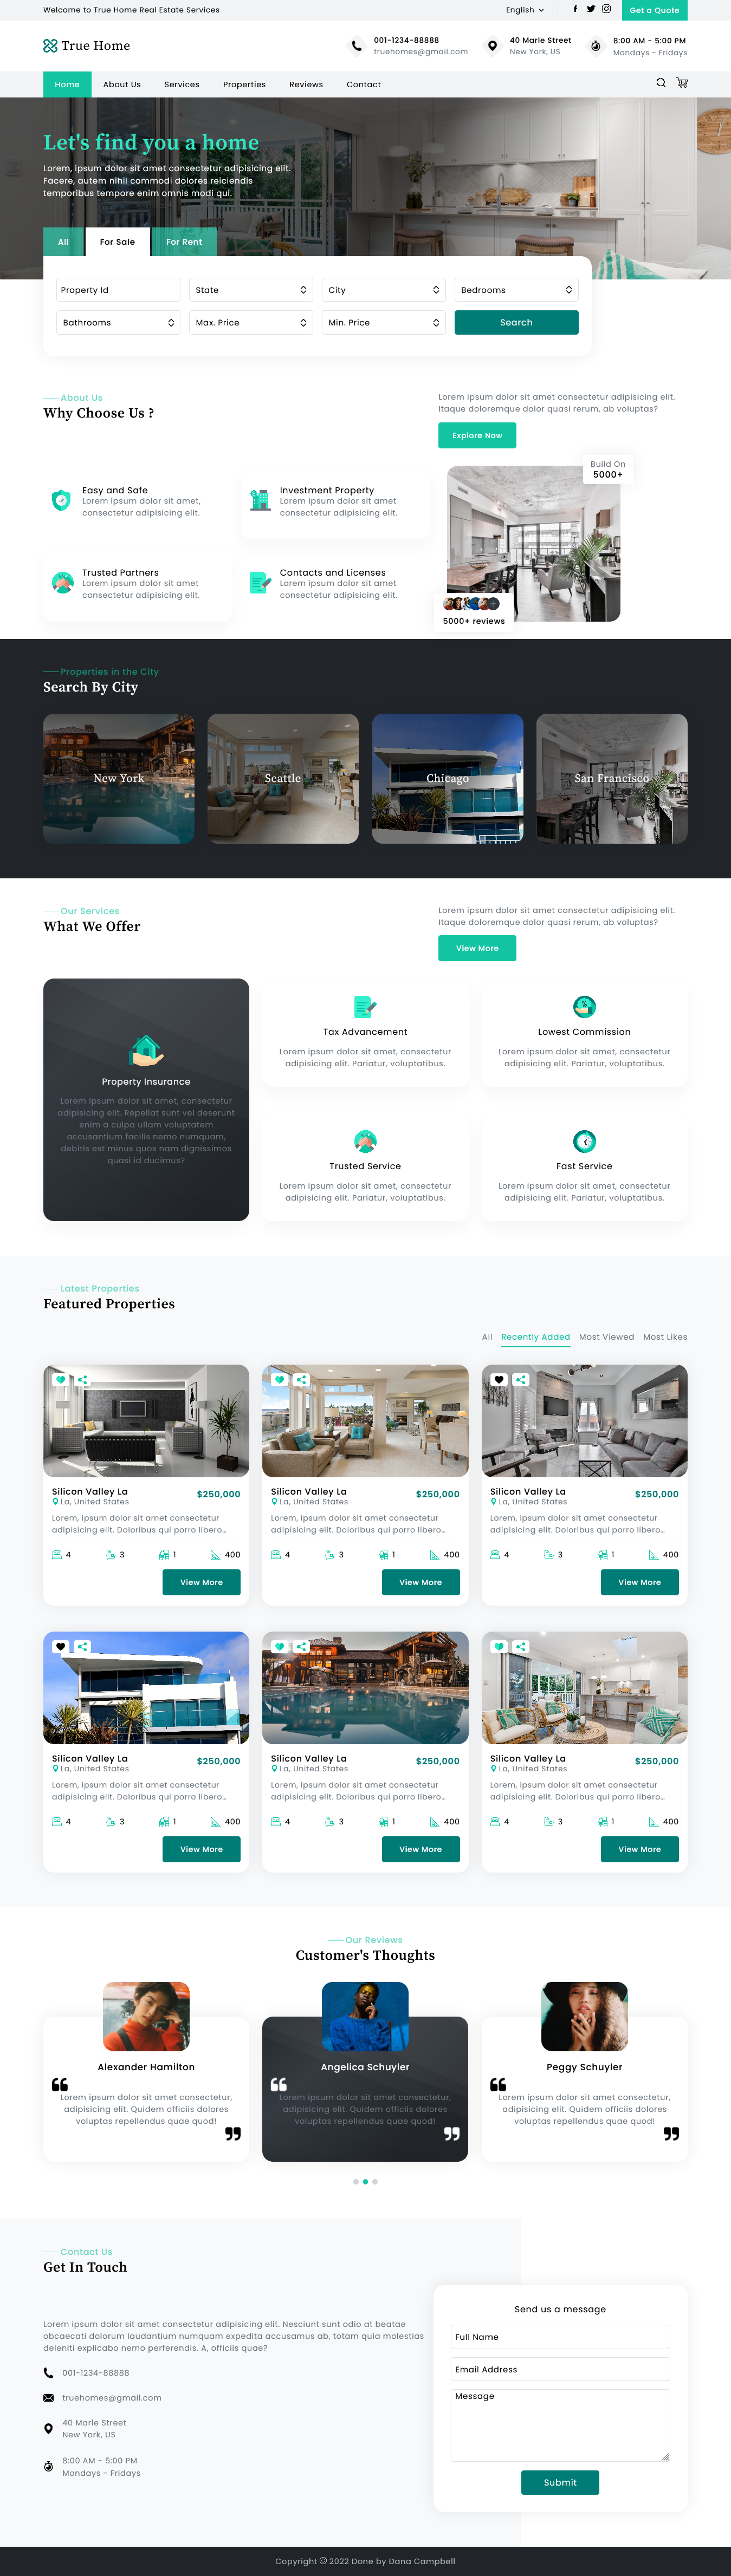 Welcome to True Home Real Estate Services
English
Get a Quote
True Home
001-1234-88888
truehomes@gmail.com
40 Marle Street
New York, US
8:00 AM - 5:00 PM
Mondays - Fridays
Home
About Us
Services
Properties
Reviews
Contact
Let's find you a home
Lorem, ipsum dolor sit amet consectetur adipisicing elit.
Facere, autem nihil commodi dolores reiciendis
temporibus tempore enim omnis modi qui.
All
For Sale
For Rent
Property Id
State
City
Bedrooms
Bathrooms
Max. Price
Min. Price
Search
About Us
Why Choose Us ?
Lorem ipsum dolor sit amet consectetur adipisicing elit.
Itaque doloremque dolor quasi rerum, ab voluptas?
Explore Now
Easy and Safe
Lorem ipsum dolor sit amet,
consectetur adipisicing elit.
Investment Property
Lorem ipsum dolor sit amet
consectetur adipisicing elit.
Trusted Partners
Lorem ipsum dolor sit amet
consectetur adipisicing elit.
Contacts and Licenses
Lorem ipsum dolor sit amet
consectetur adipisicing elit.
Build On
5000+
5000+ reviews
Properties in the City
Search By City
New York
Seattle
Chicago
San Francisco
Our Services
What We Offer
Lorem ipsum dolor sit amet consectetur adipisicing elit.
Itaque doloremque dolor quasi rerum, ab voluptas?
View More
Property Insurance
Lorem ipsum dolor sit amet, consectetur
adipisicing elit. Repellat sunt vel deserunt
enim a culpa ullam voluptatem
accusantium facilis nemo numquam,
debitis est minus quos nam dignissimos
quasi id ducimus?
Tax Advancement
Lorem ipsum dolor sit amet, consectetur
adipisicing elit. Pariatur, voluptatibus.
Lowest Commission
Lorem ipsum dolor sit amet, consectetur
adipisicing elit. Pariatur, voluptatibus.
Trusted Service
Lorem ipsum dolor sit amet, consectetur
adipisicing elit. Pariatur, voluptatibus.
Fast Service
Lorem ipsum dolor sit amet, consectetur
adipisicing elit. Pariatur, voluptatibus.
Latest Properties
Featured Properties
All
Recently Added
Most Viewed
Most Likes
Silicon Valley La
La, United States
$250,000
Lorem, ipsum dolor sit amet consectetur
adipisicing elit. Doloribus qui porro libero…
4
3
1
400
View More
Silicon Valley La
La, United States
$250,000
Lorem, ipsum dolor sit amet consectetur
adipisicing elit. Doloribus qui porro libero…
4
3
1
400
View More
Silicon Valley La
La, United States
$250,000
Lorem, ipsum dolor sit amet consectetur
adipisicing elit. Doloribus qui porro libero…
4
3
1
400
View More
Silicon Valley La
La, United States
$250,000
Lorem, ipsum dolor sit amet consectetur
adipisicing elit. Doloribus qui porro libero…
4
3
1
400
View More
Silicon Valley La
La, United States
$250,000
Lorem, ipsum dolor sit amet consectetur
adipisicing elit. Doloribus qui porro libero…
4
3
1
400
View More
Silicon Valley La
La, United States
$250,000
Lorem, ipsum dolor sit amet consectetur
adipisicing elit. Doloribus qui porro libero…
4
3
1
400
View More
Our Reviews
Customer's Thoughts
Alexander Hamilton
Lorem ipsum dolor sit amet consectetur,
adipisicing elit. Quidem officiis dolores
voluptas repellendus quae quod!
Angelica Schuyler
Lorem ipsum dolor sit amet consectetur,
adipisicing elit. Quidem officiis dolores
voluptas repellendus quae quod!
Peggy Schuyler
Lorem ipsum dolor sit amet consectetur,
adipisicing elit. Quidem officiis dolores
voluptas repellendus quae quod!
Contact Us
Get In Touch
Lorem ipsum dolor sit amet consectetur adipisicing elit. Nesciunt sunt odio at beatae
obcaecati dolorum laudantium numquam expedita accusamus ab, totam quia molestias
deleniti explicabo nemo perferendis. A, officiis quae?
001-1234-88888
truehomes@gmail.com
40 Marle Street
New York, US
8:00 AM - 5:00 PM
Mondays - Fridays
Send us a message
Full Name
Email Address
Message
Submit
Copyright © 2022 Done by Dana Campbell